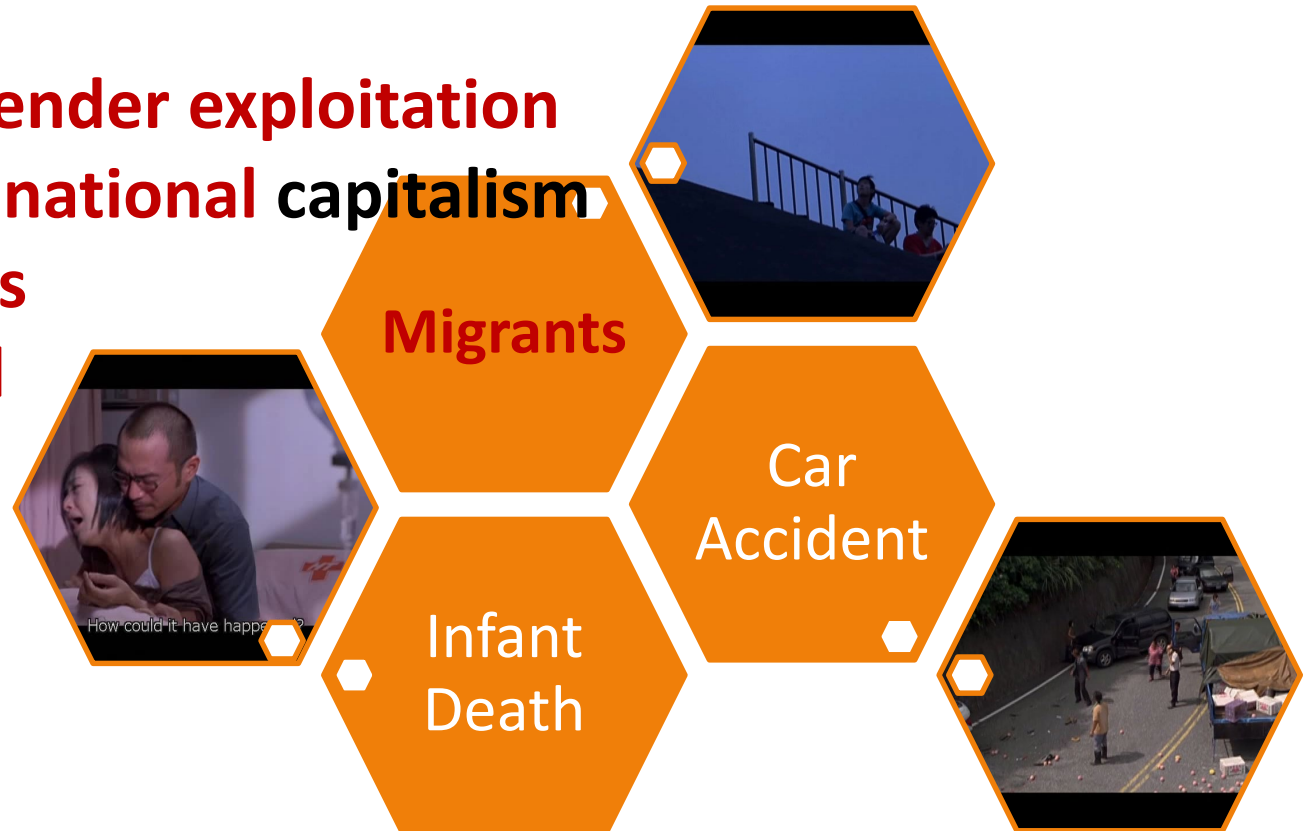 ender exploitation
national capitalism
s
Migrants
Car
Accident
How could it have happe
Infant
Death